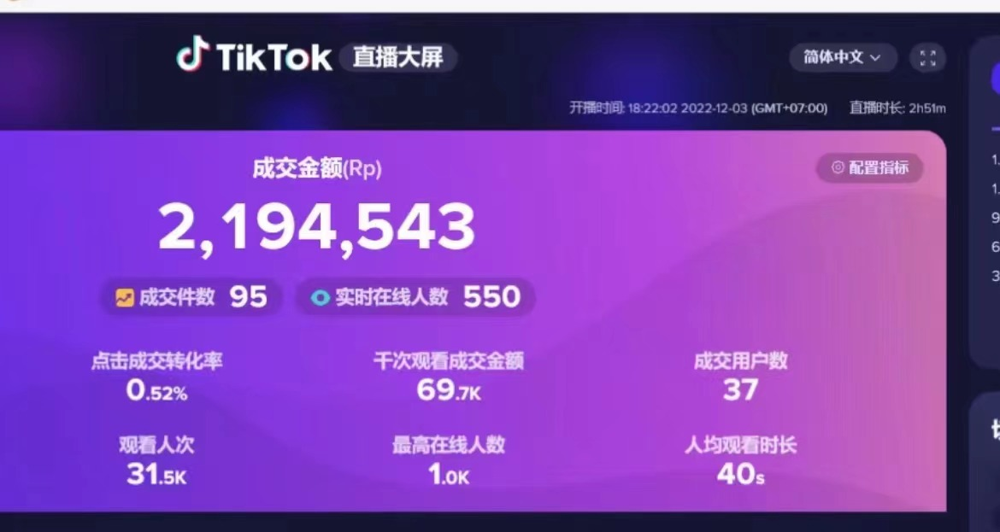 TikTok 直播大屏
简体中文
开播时间: 18:22:02 2022-12-03 (GMT+07:00) 直播时长: 2h51m
成交金额(Rp)
配置指标
2,194,543
成交件数 95 实时在线人数 550
点击成交转化率 千次观看成交金额 成交用户数
0.52% 69.7K 37
观看人次 最高在线人数 人均观看时长
31.5K 1.0K 40s